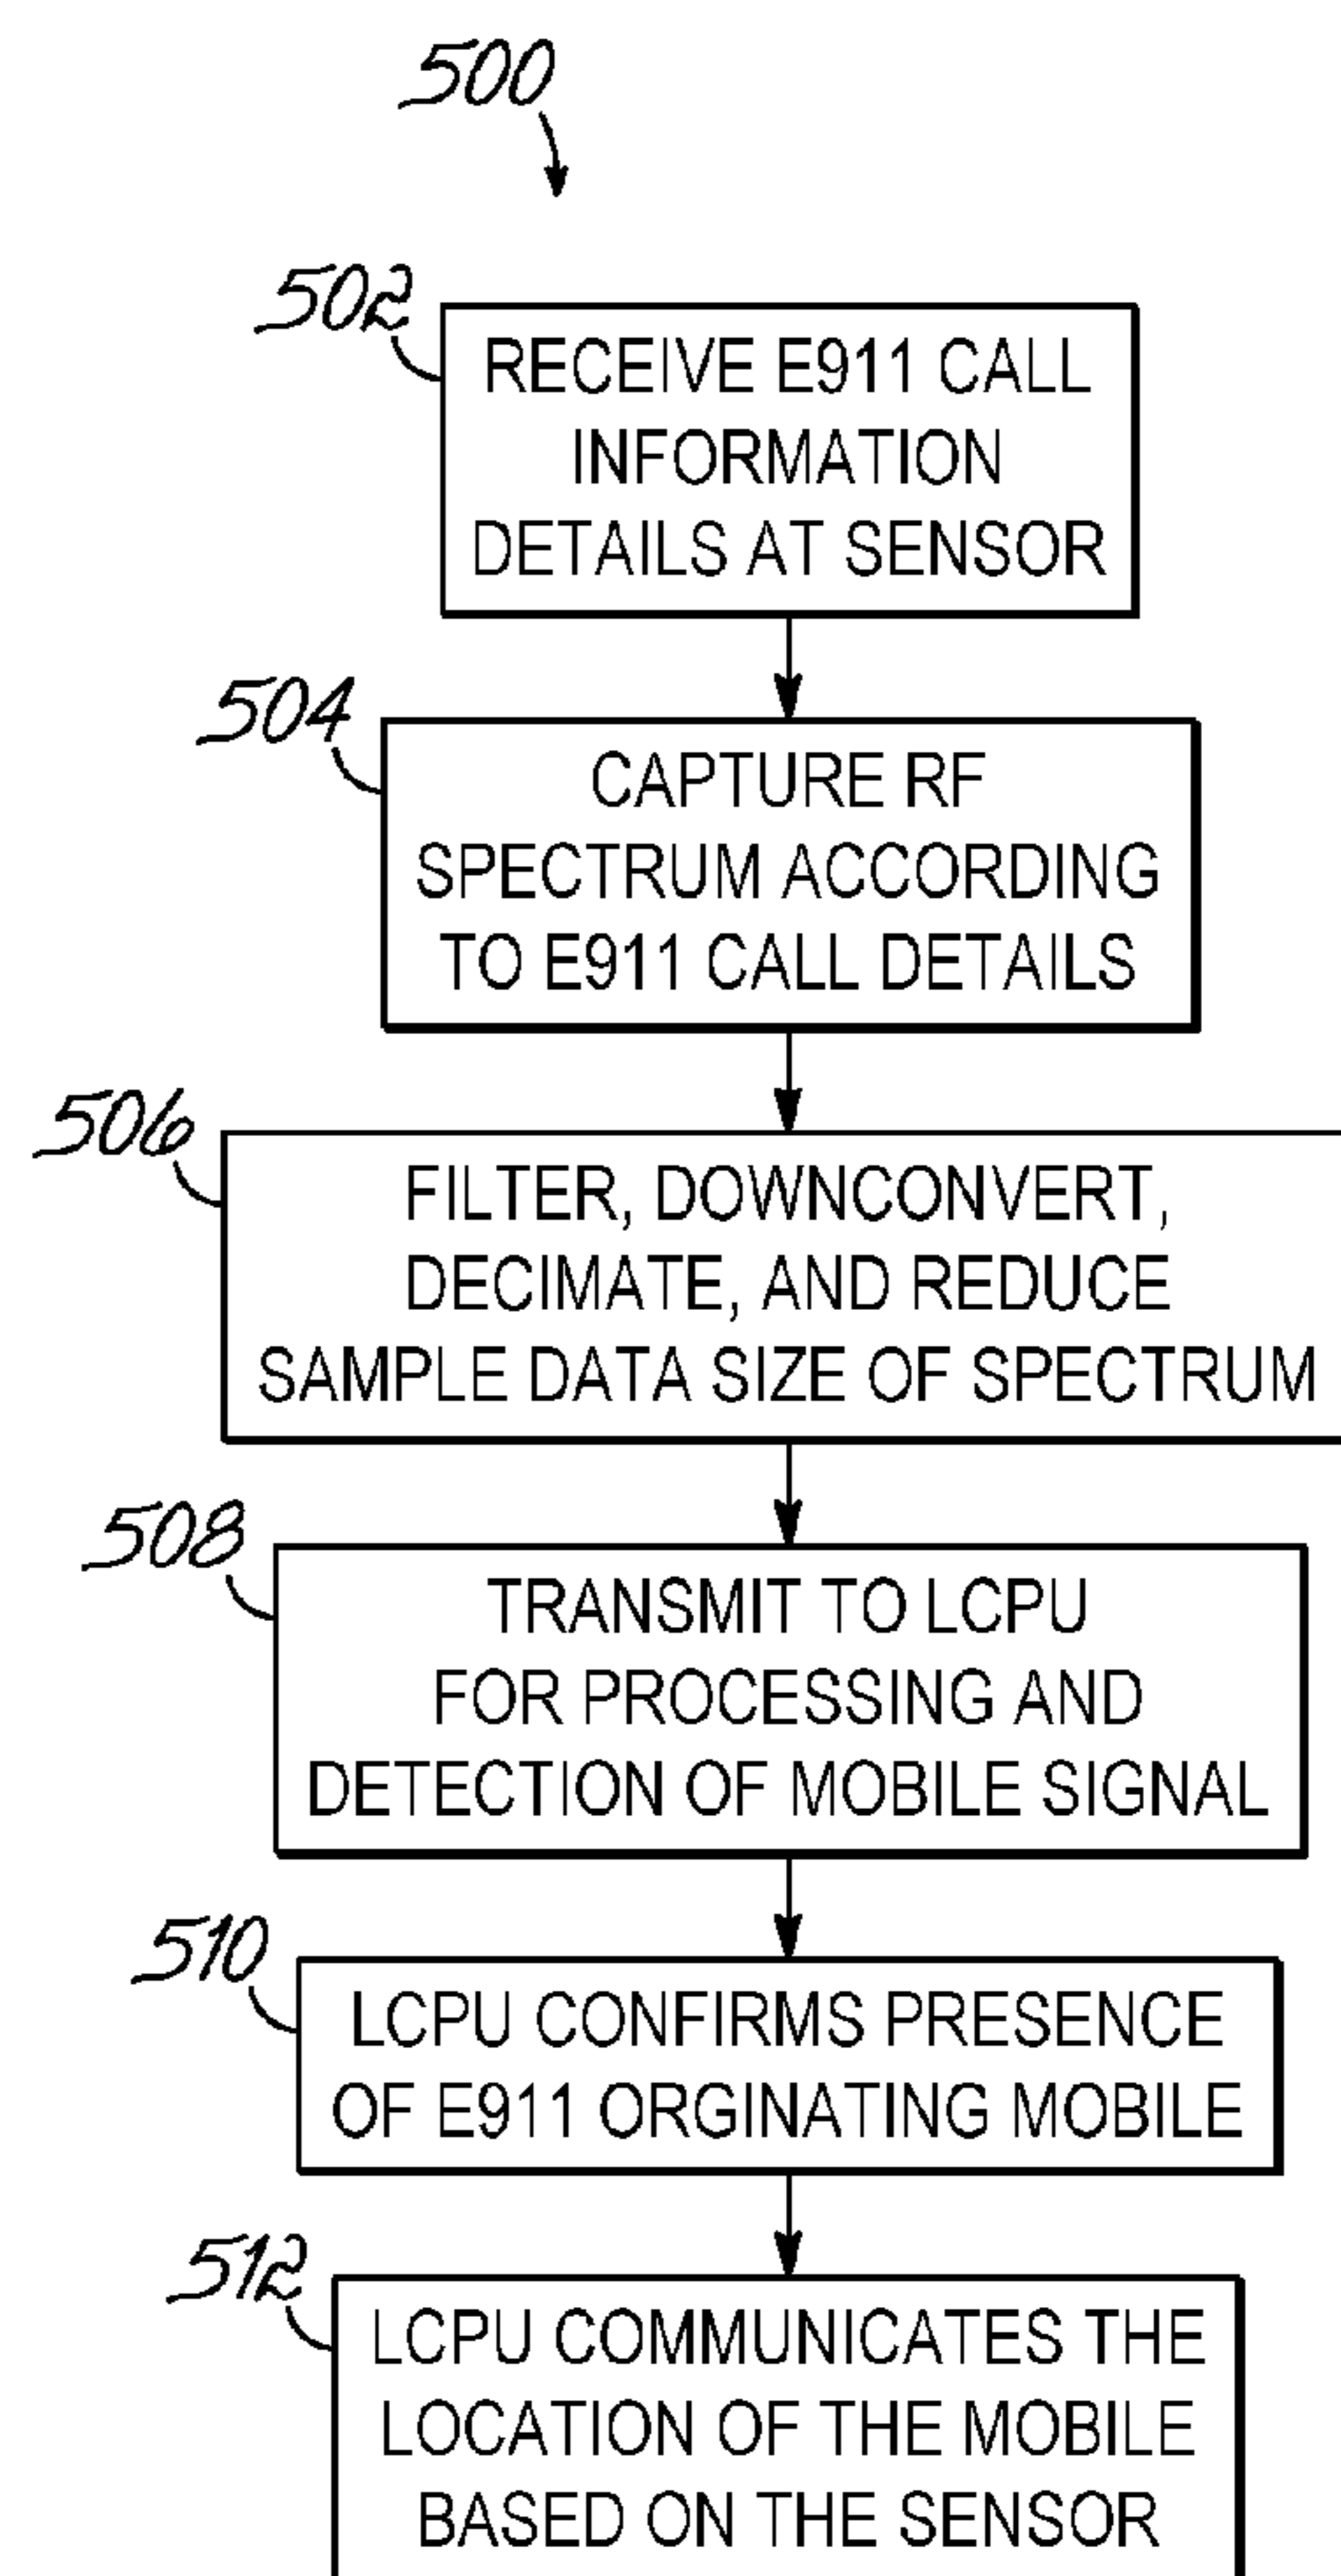 500
502
RECEIVE E911 CALL
INFORMATION
DETAILS AT SENSOR
504
CAPTURE RF
SPECTRUM ACCORDING
TO E911 CALL DETAILS
506
FILTER, DOWNCONVERT,
DECIMATE, AND REDUCE
SAMPLE DATA SIZE OF SPECTRUM
508
TRANSMIT TO LCPU
FOR PROCESSING AND
DETECTION OF MOBILE SIGNAL
510
LCPU CONFIRMS PRESENCE
OF E911 ORGINATING MOBILE
512
LCPU COMMUNICATES THE
LOCATION OF THE MOBILE
BASED ON THE SENSOR